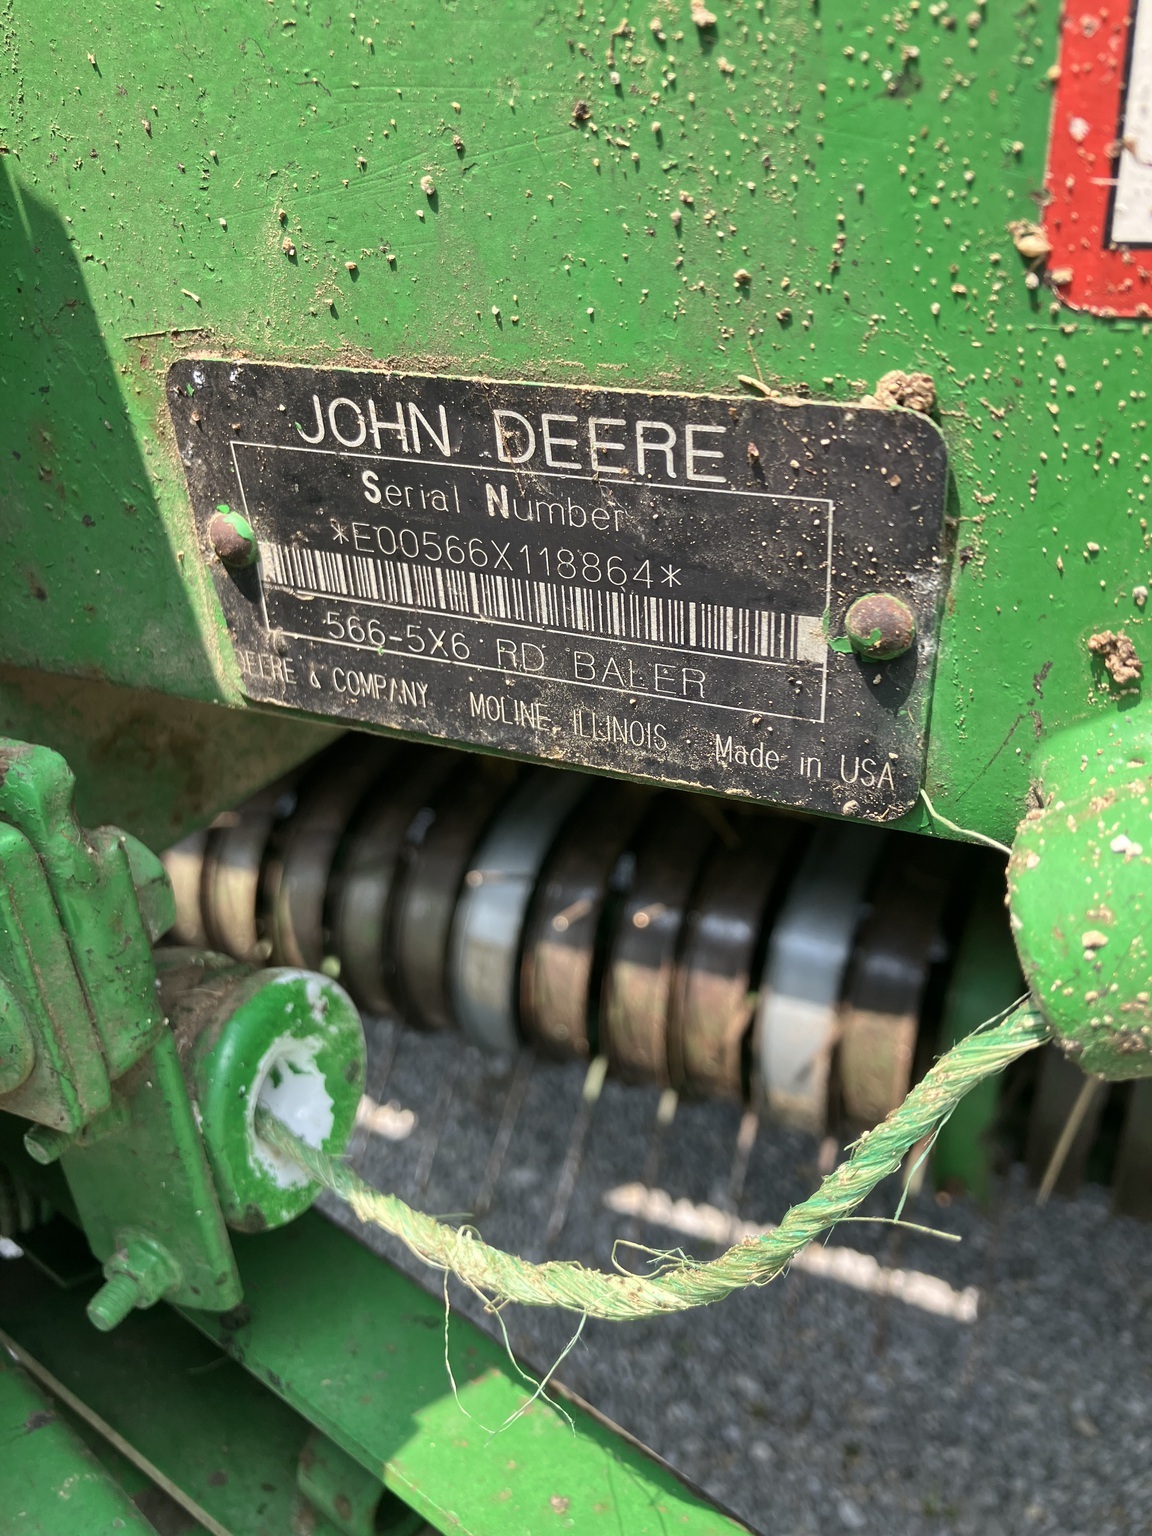 JOHN DEERE
Serial Number
*E00566X118864*
566-5X6 RD BALER
DEERE & COMPANY MOLINE, ILLINOIS Made in USA